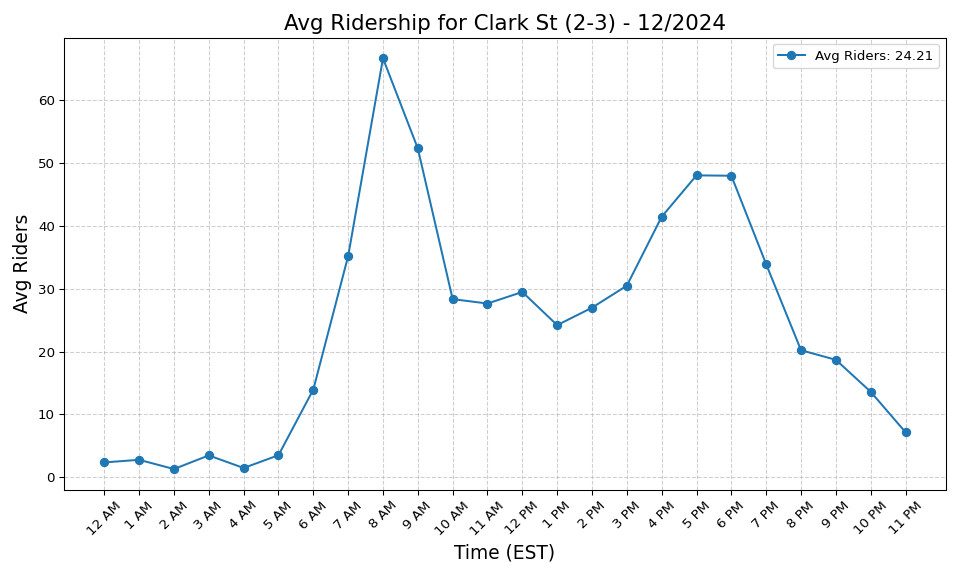 Avg Ridership for Clark St (2-3) - 12/2024
Avg Riders: 24.21
Avg Riders
60
50
40
30
20
10
0
12 AM
1 AM
2 AM
3 AM
4 AM
5 AM
6 AM
7 AM
8 AM
9 AM
10 AM
11 AM
12 PM
1 PM
2 PM
3 PM
4 PM
5 PM
6 PM
7 PM
8 PM
9 PM
10 PM
11 PM
Time (EST)